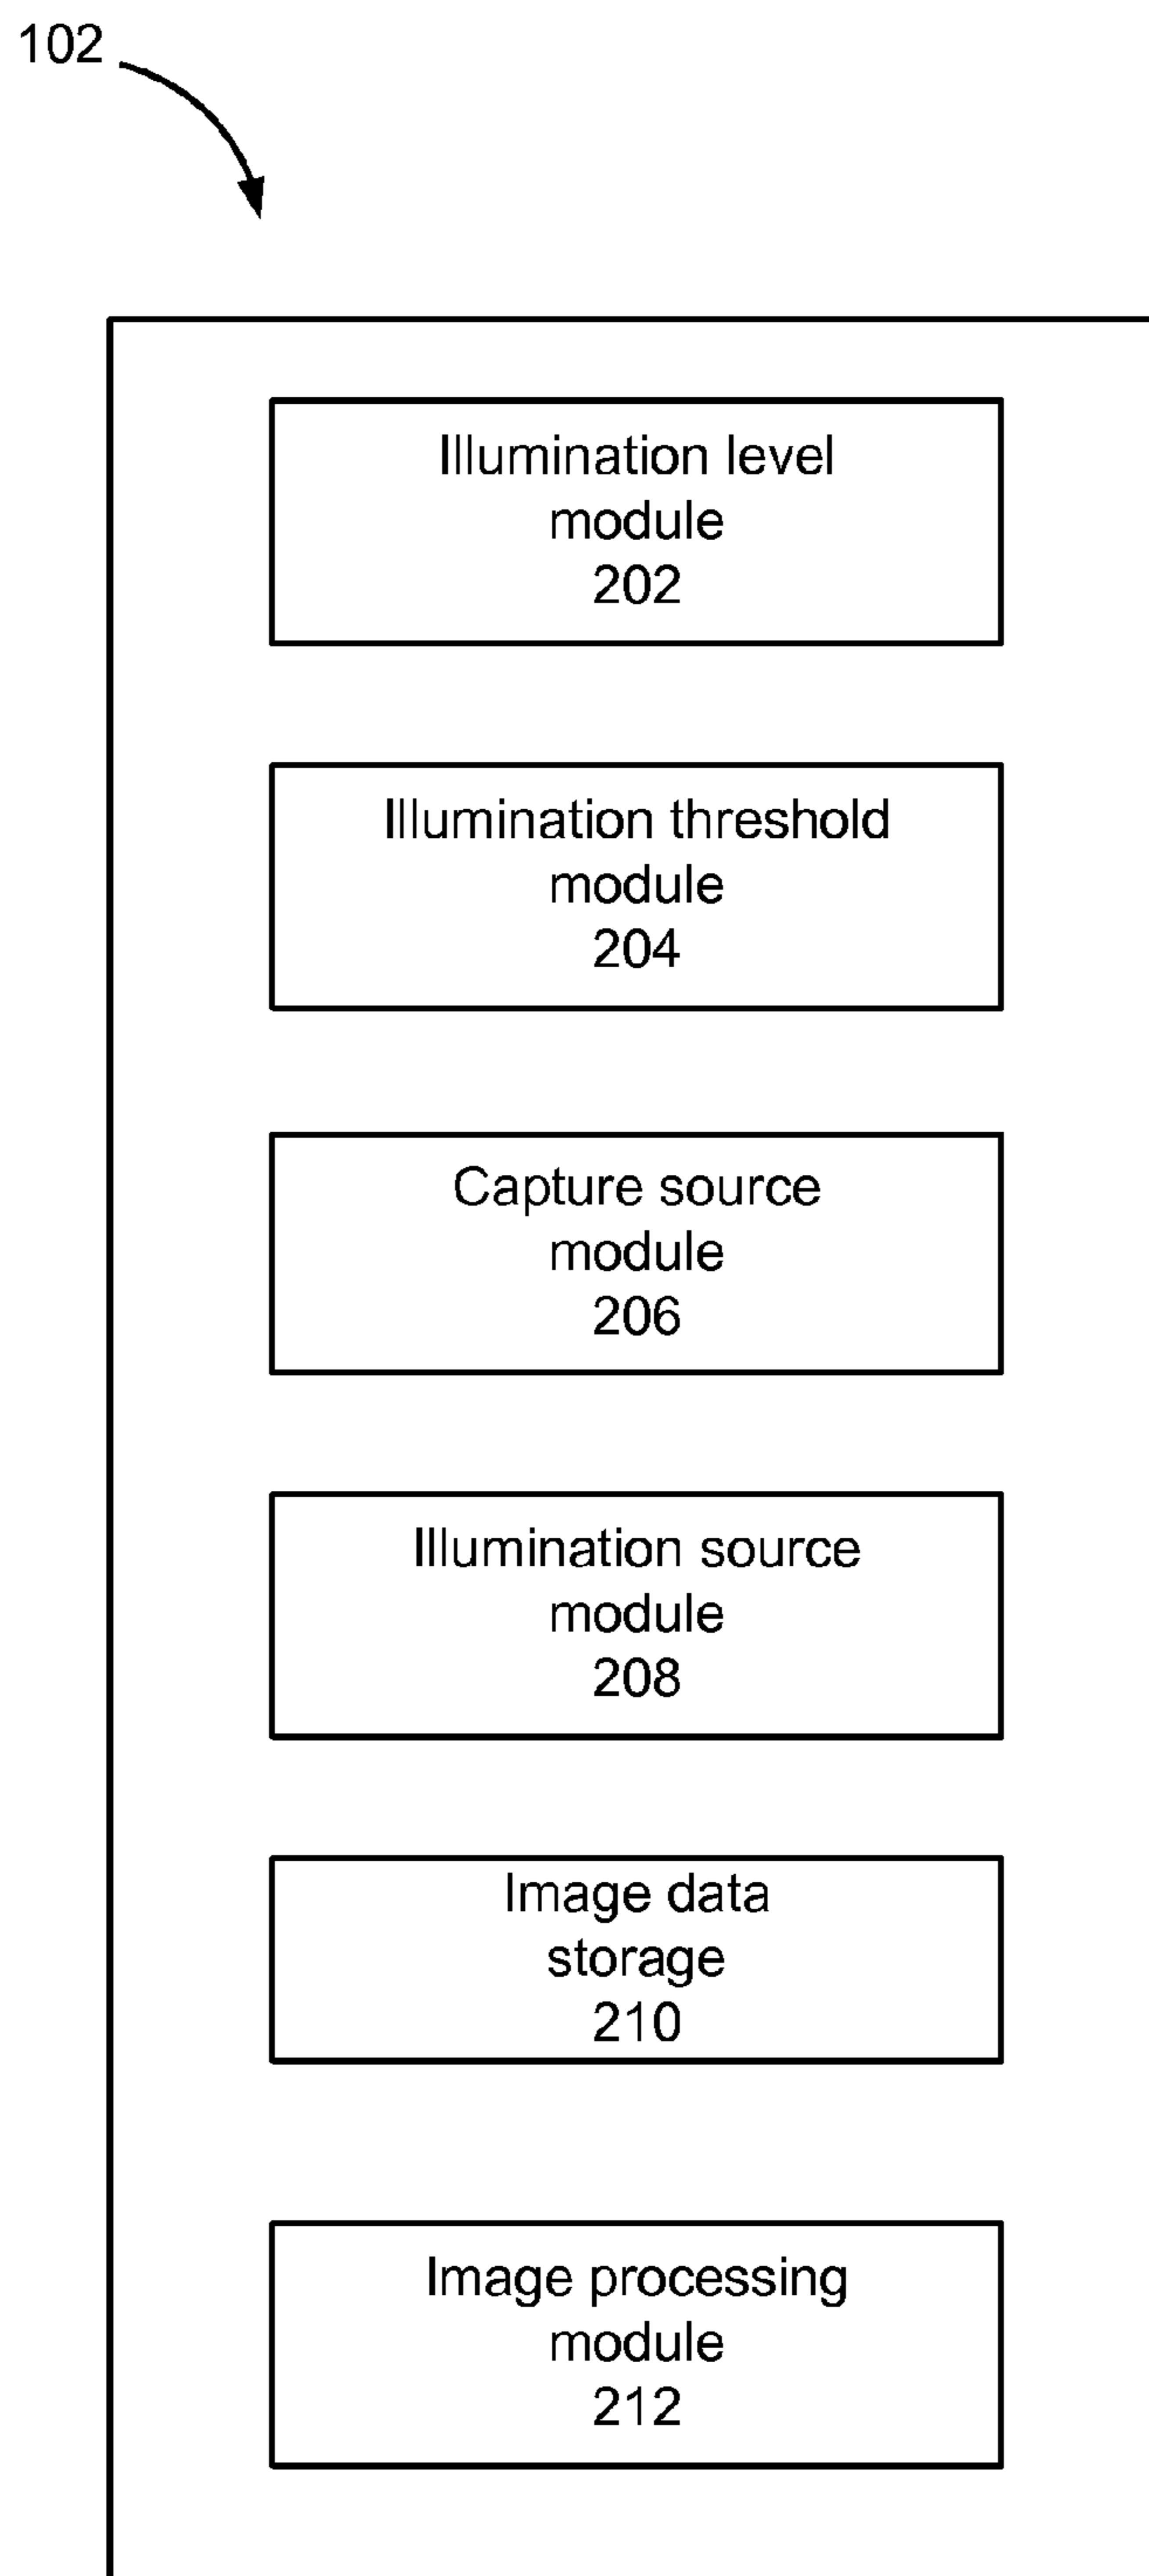 102
Illumination level
module
202
Illumination threshold
module
204
Capture source
module
206
Illumination source
module
208
Image data
storage
210
Image processing
module
212